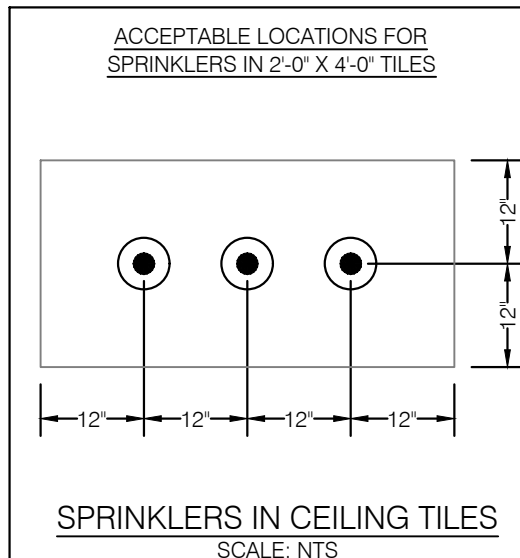 ACCEPTABLE LOCATIONS FOR
SPRINKLERS IN 2'-0" X 4'-0" TILES
12"
12"
12" 12" 12" 12"
SPRINKLERS IN CEILING TILES
SCALE: NTS